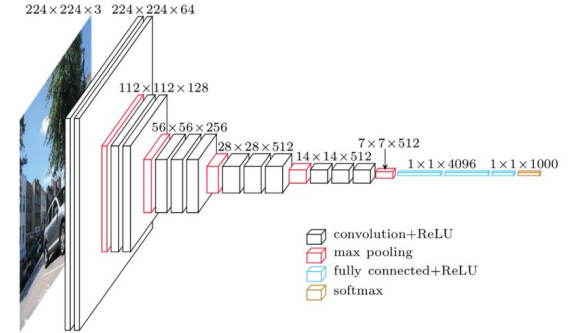 224×224×3
224×224×64
112×112×128
56×56×256
28×28×512
14×14×512
7×7×512
1×1×4096
1×1×1000
convolution+ReLU
max pooling
fully connected+ReLU
softmax